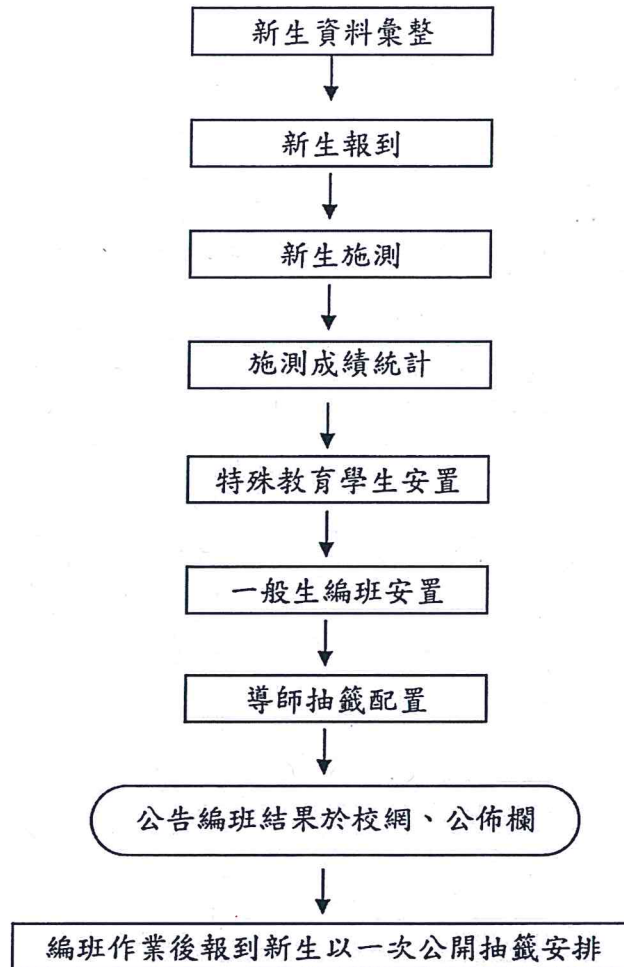 新生資料彙整
新生報到
新生施測
施測成績統計
特殊教育學生安置
一般生編班安置
導師抽籤配置
公告編班結果於校網、公佈欄
編班作業後報到新生以一次公開抽籤安排